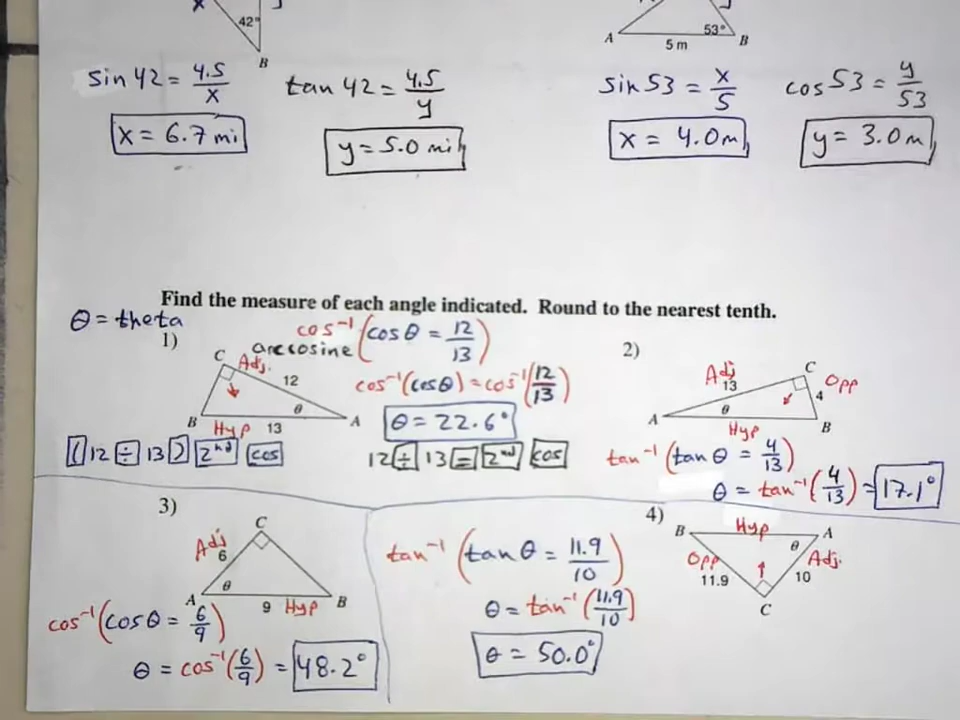 x
42°
B
A
5 m
53°
B
sin 42 = 4.5/x
x = 6.7 mi
tan 42 = 4.5/y
y = 5.0 mi
sin 53 = x/5
x = 4.0m
cos 53 = y/53
y = 3.0m
Find the measure of each angle indicated. Round to the nearest tenth.
θ = theta
1)
C
Adj.
12
B
Hyp
13
θ
A
cos⁻¹(cos θ = 12/13)
arccosine
cos⁻¹(cos θ) = cos⁻¹(12/13)
θ = 22.6°
( 12 ÷ 13 ) 2nd cos
12 ÷ 13 = 2nd cos
2)
Adj
13
C
Opp
4
A
θ
Hyp
B
tan⁻¹(tan θ = 4/13)
θ = tan⁻¹(4/13) = 17.1°
3)
C
Adj
6
A
θ
9
Hyp
B
cos⁻¹(cos θ = 6/9)
θ = cos⁻¹(6/9) = 48.2°
4)
B
Hyp
A
θ
Opp
11.9
Adj.
10
C
tan⁻¹(tan θ = 11.9/10)
θ = tan⁻¹(11.9/10)
θ = 50.0°